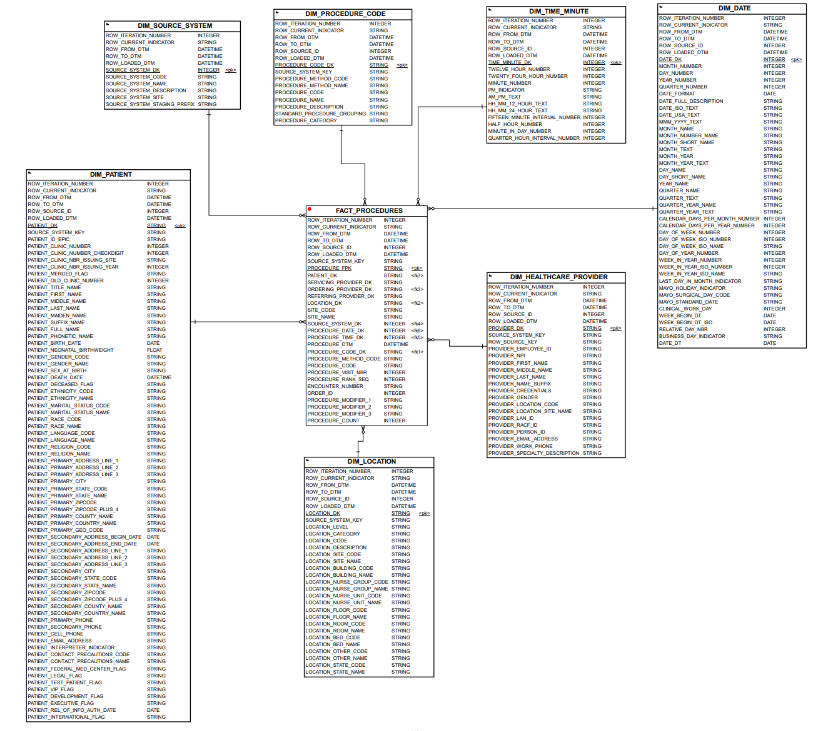 DIM_SOURCE_SYSTEM
ROW_ITERATION_NUMBER INTEGER
ROW_CURRENT_INDICATOR STRING
ROW_FROM_DTM DATETIME
ROW_TO_DTM DATETIME
ROW_LOADED_DTM DATETIME
SOURCE_SYSTEM_DK INTEGER <pk>
SOURCE_SYSTEM_CODE STRING
SOURCE_SYSTEM_NAME STRING
SOURCE_SYSTEM_DESCRIPTION STRING
SOURCE_SYSTEM_SITE STRING
SOURCE_SYSTEM_STAGING_PREFIX STRING
DIM_PROCEDURE_CODE
ROW_ITERATION_NUMBER INTEGER
ROW_CURRENT_INDICATOR STRING
ROW_FROM_DTM DATETIME
ROW_TO_DTM DATETIME
ROW_SOURCE_ID INTEGER
ROW_LOADED_DTM DATETIME
PROCEDURE_CODE_DK STRING <pk>
SOURCE_SYSTEM_KEY STRING
PROCEDURE_METHOD_CODE STRING
PROCEDURE_METHOD_NAME STRING
PROCEDURE_CODE STRING
PROCEDURE_NAME STRING
PROCEDURE_DESCRIPTION STRING
STANDARD_PROCEDURE_GROUPING STRING
PROCEDURE_CATEGORY STRING
DIM_TIME_MINUTE
ROW_ITERATION_NUMBER INTEGER
ROW_CURRENT_INDICATOR STRING
ROW_FROM_DTM DATETIME
ROW_TO_DTM DATETIME
ROW_SOURCE_ID INTEGER
ROW_LOADED_DTM DATETIME
TIME_MINUTE_DK INTEGER <pk>
TWELVE_HOUR_NUMBER INTEGER
TWENTY_FOUR_HOUR_NUMBER INTEGER
MINUTE_NUMBER INTEGER
PM_INDICATOR STRING
AM_PM_TEXT STRING
HH_MM_12_HOUR_TEXT STRING
HH_MM_24_HOUR_TEXT STRING
FIFTEEN_MINUTE_INTERVAL_NUMBER INTEGER
HALF_HOUR_NUMBER INTEGER
MINUTE_IN_DAY_NUMBER INTEGER
QUARTER_HOUR_INTERVAL_NUMBER INTEGER
DIM_DATE
ROW_ITERATION_NUMBER INTEGER
ROW_CURRENT_INDICATOR STRING
ROW_FROM_DTM DATETIME
ROW_TO_DTM DATETIME
ROW_SOURCE_ID INTEGER
ROW_LOADED_DTM DATETIME
DATE_DK INTEGER <pk>
MONTH_NUMBER INTEGER
DAY_NUMBER INTEGER
YEAR_NUMBER INTEGER
QUARTER_NUMBER INTEGER
DATE_FORMAT DATE
DATE_FULL_DESCRIPTION STRING
DATE_ISO_TEXT STRING
DATE_USA_TEXT STRING
MMM_YYYY_TEXT STRING
MONTH_NAME STRING
MONTH_NUMBER_NAME STRING
MONTH_SHORT_NAME STRING
MONTH_TEXT STRING
MONTH_YEAR STRING
MONTH_YEAR_TEXT STRING
DAY_NAME STRING
DAY_SHORT_NAME STRING
YEAR_NAME STRING
QUARTER_NAME STRING
QUARTER_TEXT STRING
QUARTER_YEAR_NAME STRING
QUARTER_YEAR_TEXT STRING
CALENDAR_DAYS_PER_MONTH_NUMBER INTEGER
CALENDAR_DAYS_PER_YEAR_NUMBER INTEGER
DAY_OF_WEEK_NUMBER INTEGER
DAY_OF_WEEK_ISO_NUMBER INTEGER
DAY_OF_WEEK_ISO_NAME STRING
DAY_OF_YEAR_NUMBER INTEGER
WEEK_IN_YEAR_NUMBER INTEGER
WEEK_IN_YEAR_ISO_NUMBER INTEGER
WEEK_IN_YEAR_ISO_NAME STRING
LAST_DAY_IN_MONTH_INDICATOR STRING
MAYO_HOLIDAY_INDICATOR STRING
MAYO_SURGICAL_DAY_CODE STRING
MAYO_STANDARD_DATE STRING
CLINICAL_WORK_DAY INTEGER
WEEK_BEGIN_DT DATE
WEEK_BEGIN_DT_ISO DATE
RELATIVE_DAY_NBR INTEGER
BUSINESS_DAY_INDICATOR STRING
DATE_DT DATE
DIM_PATIENT
ROW_ITERATION_NUMBER INTEGER
ROW_CURRENT_INDICATOR STRING
ROW_FROM_DTM DATETIME
ROW_TO_DTM DATETIME
ROW_SOURCE_ID INTEGER
ROW_LOADED_DTM DATETIME
PATIENT_DK STRING <pk>
SOURCE_SYSTEM_KEY STRING
PATIENT_ID_EPIC STRING
PATIENT_CLINIC_NUMBER INTEGER
PATIENT_CLINIC_NUMBER_CHECKDIGIT INTEGER
PATIENT_CLINIC_NBR_ISSUING_SITE STRING
PATIENT_CLINIC_NBR_ISSUING_YEAR INTEGER
PATIENT_MERGED_FLAG STRING
PATIENT_OLD_CLINIC_NUMBER INTEGER
PATIENT_TITLE_NAME STRING
PATIENT_FIRST_NAME STRING
PATIENT_MIDDLE_NAME STRING
PATIENT_LAST_NAME STRING
PATIENT_MAIDEN_NAME STRING
PATIENT_SUFFIX_NAME STRING
PATIENT_FULL_NAME STRING
PATIENT_PHONETIC_NAME STRING
PATIENT_BIRTH_DATE DATE
PATIENT_NEONATAL_BIRTHWEIGHT FLOAT
PATIENT_GENDER_CODE STRING
PATIENT_GENDER_NAME STRING
PATIENT_SEX_AT_BIRTH STRING
PATIENT_DEATH_DATE DATETIME
PATIENT_DECEASED_FLAG STRING
PATIENT_ETHNICITY_CODE STRING
PATIENT_ETHNICITY_NAME STRING
PATIENT_MARITAL_STATUS_CODE STRING
PATIENT_MARITAL_STATUS_NAME STRING
PATIENT_RACE_CODE STRING
PATIENT_RACE_NAME STRING
PATIENT_LANGUAGE_CODE STRING
PATIENT_LANGUAGE_NAME STRING
PATIENT_RELIGION_CODE STRING
PATIENT_RELIGION_NAME STRING
PATIENT_PRIMARY_ADDRESS_LINE_1 STRING
PATIENT_PRIMARY_ADDRESS_LINE_2 STRING
PATIENT_PRIMARY_ADDRESS_LINE_3 STRING
PATIENT_PRIMARY_CITY STRING
PATIENT_PRIMARY_STATE_CODE STRING
PATIENT_PRIMARY_STATE_NAME STRING
PATIENT_PRIMARY_ZIPCODE STRING
PATIENT_PRIMARY_ZIPCODE_PLUS_4 STRING
PATIENT_PRIMARY_COUNTY_NAME STRING
PATIENT_PRIMARY_COUNTRY_NAME STRING
PATIENT_PRIMARY_GEO_CODE STRING
PATIENT_SECONDARY_ADDRESS_BEGIN_DATE DATE
PATIENT_SECONDARY_ADDRESS_END_DATE DATE
PATIENT_SECONDARY_ADDRESS_LINE_1 STRING
PATIENT_SECONDARY_ADDRESS_LINE_2 STRING
PATIENT_SECONDARY_ADDRESS_LINE_3 STRING
PATIENT_SECONDARY_CITY STRING
PATIENT_SECONDARY_STATE_CODE STRING
PATIENT_SECONDARY_STATE_NAME STRING
PATIENT_SECONDARY_ZIPCODE STRING
PATIENT_SECONDARY_ZIPCODE_PLUS_4 STRING
PATIENT_SECONDARY_COUNTY_NAME STRING
PATIENT_SECONDARY_COUNTRY_NAME STRING
PATIENT_PRIMARY_PHONE STRING
PATIENT_SECONDARY_PHONE STRING
PATIENT_CELL_PHONE STRING
PATIENT_EMAIL_ADDRESS STRING
PATIENT_INTERPRETER_INDICATOR STRING
PATIENT_CONTACT_PRECAUTIONS_CODE STRING
PATIENT_CONTACT_PRECAUTIONS_NAME STRING
PATIENT_FEDERAL_MED_CENTER_FLAG STRING
PATIENT_LEGAL_FLAG STRING
PATIENT_TEST_PATIENT_FLAG STRING
PATIENT_VIP_FLAG STRING
PATIENT_DEVELOPMENT_FLAG STRING
PATIENT_EXECUTIVE_FLAG STRING
PATIENT_REL_OF_INFO_AUTH_DATE DATE
PATIENT_INTERNATIONAL_FLAG STRING
FACT_PROCEDURES
ROW_ITERATION_NUMBER INTEGER
ROW_CURRENT_INDICATOR STRING
ROW_FROM_DTM DATETIME
ROW_TO_DTM DATETIME
ROW_SOURCE_ID INTEGER
ROW_LOADED_DTM DATETIME
SOURCE_SYSTEM_KEY STRING
PROCEDURE_FPK STRING <pk>
PATIENT_DK STRING <fk7>
SERVICING_PROVIDER_DK STRING
ORDERING_PROVIDER_DK STRING <fk3>
REFERRING_PROVIDER_DK STRING
LOCATION_DK STRING <fk2>
SITE_CODE STRING
SITE_NAME STRING
SOURCE_SYSTEM_DK INTEGER <fk4>
PROCEDURE_DATE_DK INTEGER <fk6>
PROCEDURE_TIME_DK INTEGER <fk5>
PROCEDURE_DTM DATETIME
PROCEDURE_CODE_DK STRING <fk1>
PROCEDURE_METHOD_CODE STRING
PROCEDURE_CODE STRING
PROCEDURE_VISIT_NBR INTEGER
PROCEDURE_RANK_SEQ INTEGER
ENCOUNTER_NUMBER STRING
ORDER_ID INTEGER
PROCEDURE_MODIFIER_1 STRING
PROCEDURE_MODIFIER_2 STRING
PROCEDURE_MODIFIER_3 STRING
PROCEDURE_COUNT INTEGER
DIM_HEALTHCARE_PROVIDER
ROW_ITERATION_NUMBER INTEGER
ROW_CURRENT_INDICATOR STRING
ROW_FROM_DTM DATETIME
ROW_TO_DTM DATETIME
ROW_SOURCE_ID INTEGER
ROW_LOADED_DTM DATETIME
PROVIDER_DK STRING <pk>
SOURCE_SYSTEM_KEY STRING
ROW_SOURCE_KEY STRING
PROVIDER_EMPLOYEE_ID STRING
PROVIDER_NPI STRING
PROVIDER_FIRST_NAME STRING
PROVIDER_MIDDLE_NAME STRING
PROVIDER_LAST_NAME STRING
PROVIDER_NAME_SUFFIX STRING
PROVIDER_CREDENTIALS STRING
PROVIDER_GENDER STRING
PROVIDER_LOCATION_CODE STRING
PROVIDER_LOCATION_SITE_NAME STRING
PROVIDER_LAN_ID STRING
PROVIDER_RACF_ID STRING
PROVIDER_PERSON_ID STRING
PROVIDER_EMAIL_ADDRESS STRING
PROVIDER_WORK_PHONE STRING
PROVIDER_SPECIALTY_DESCRIPTION STRING
DIM_LOCATION
ROW_ITERATION_NUMBER INTEGER
ROW_CURRENT_INDICATOR STRING
ROW_FROM_DTM DATETIME
ROW_TO_DTM DATETIME
ROW_SOURCE_ID INTEGER
ROW_LOADED_DTM DATETIME
LOCATION_DK STRING <pk>
SOURCE_SYSTEM_KEY STRING
LOCATION_LEVEL STRING
LOCATION_CATEGORY STRING
LOCATION_CODE STRING
LOCATION_DESCRIPTION STRING
LOCATION_SITE_CODE STRING
LOCATION_SITE_NAME STRING
LOCATION_BUILDING_CODE STRING
LOCATION_BUILDING_NAME STRING
LOCATION_NURSE_GROUP_CODE STRING
LOCATION_NURSE_GROUP_NAME STRING
LOCATION_NURSE_UNIT_CODE STRING
LOCATION_NURSE_UNIT_NAME STRING
LOCATION_FLOOR_CODE STRING
LOCATION_FLOOR_NAME STRING
LOCATION_ROOM_CODE STRING
LOCATION_ROOM_NAME STRING
LOCATION_BED_CODE STRING
LOCATION_BED_NAME STRING
LOCATION_OTHER_CODE STRING
LOCATION_OTHER_NAME STRING
LOCATION_STATE_CODE STRING
LOCATION_STATE_NAME STRING